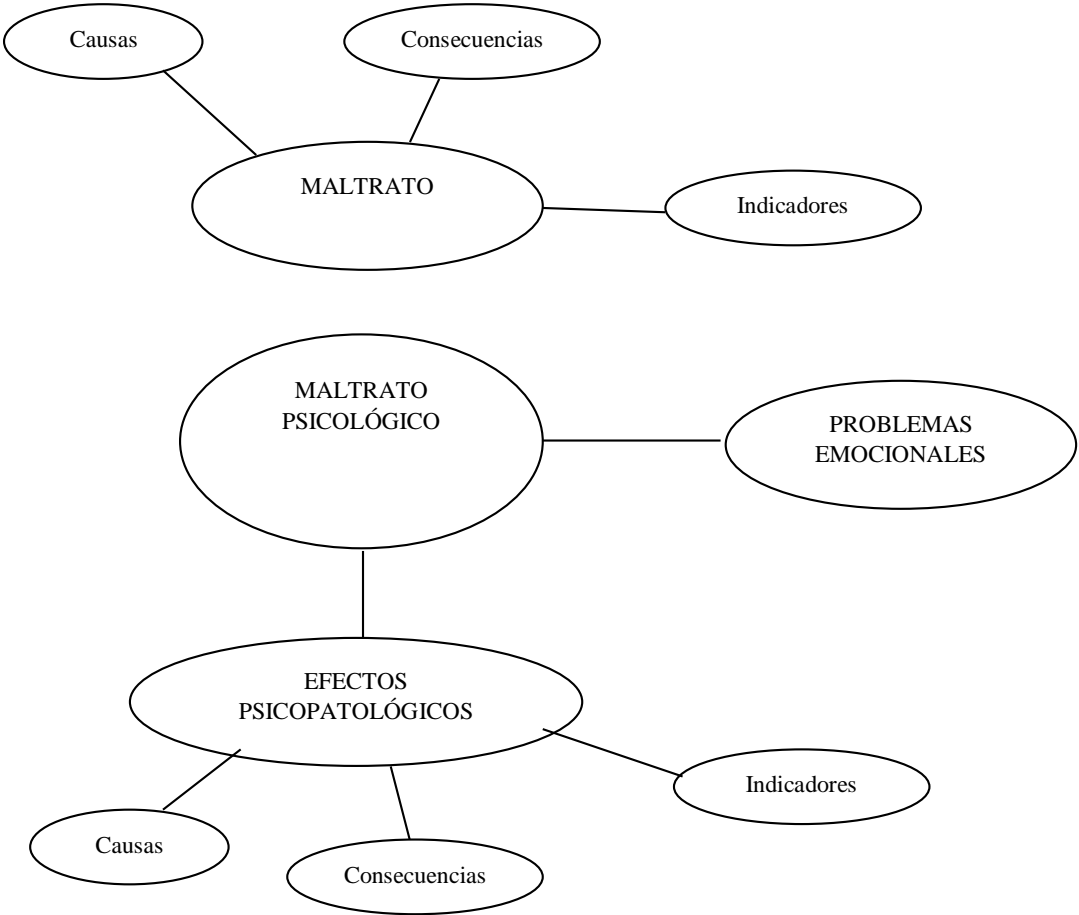 Causas
Consecuencias
MALTRATO
Indicadores
MALTRATO
PSICOLÓGICO
PROBLEMAS
EMOCIONALES
EFECTOS
PSICOPATOLÓGICOS
Indicadores
Causas
Consecuencias